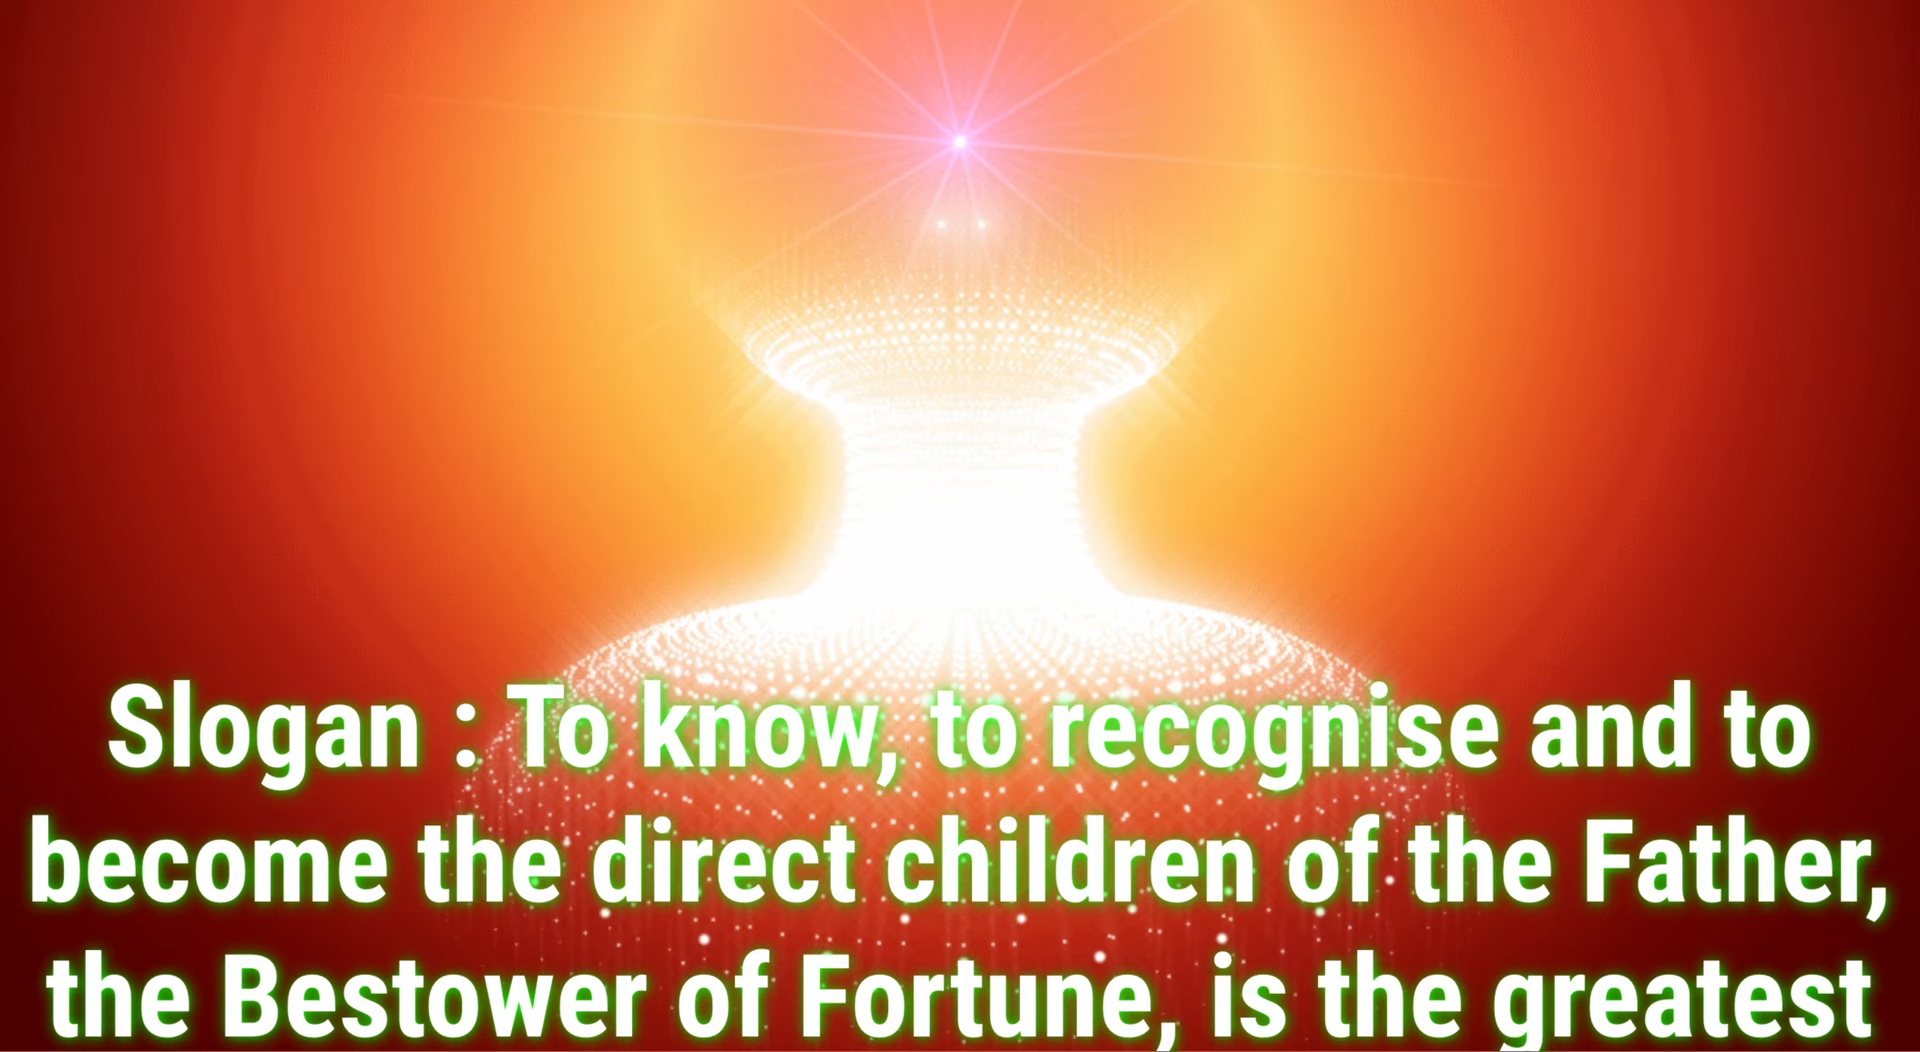 Slogan : To know, to recognise and to
become the direct children of the Father,
the Bestower of Fortune, is the greatest